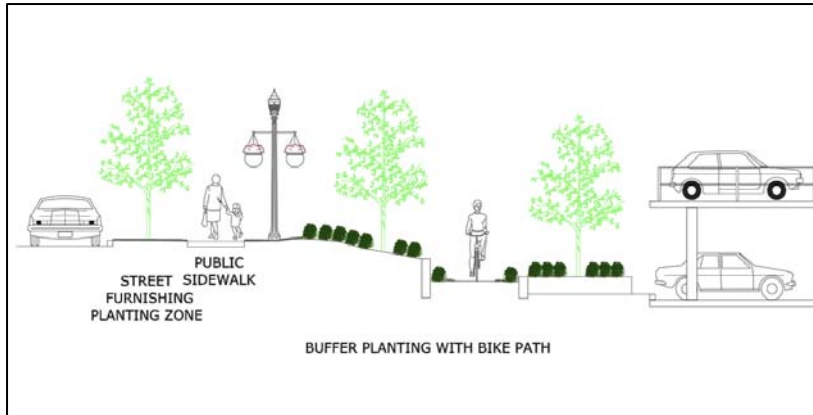 PUBLIC
STREET SIDEWALK
FURNISHING
PLANTING ZONE
BUFFER PLANTING WITH BIKE PATH